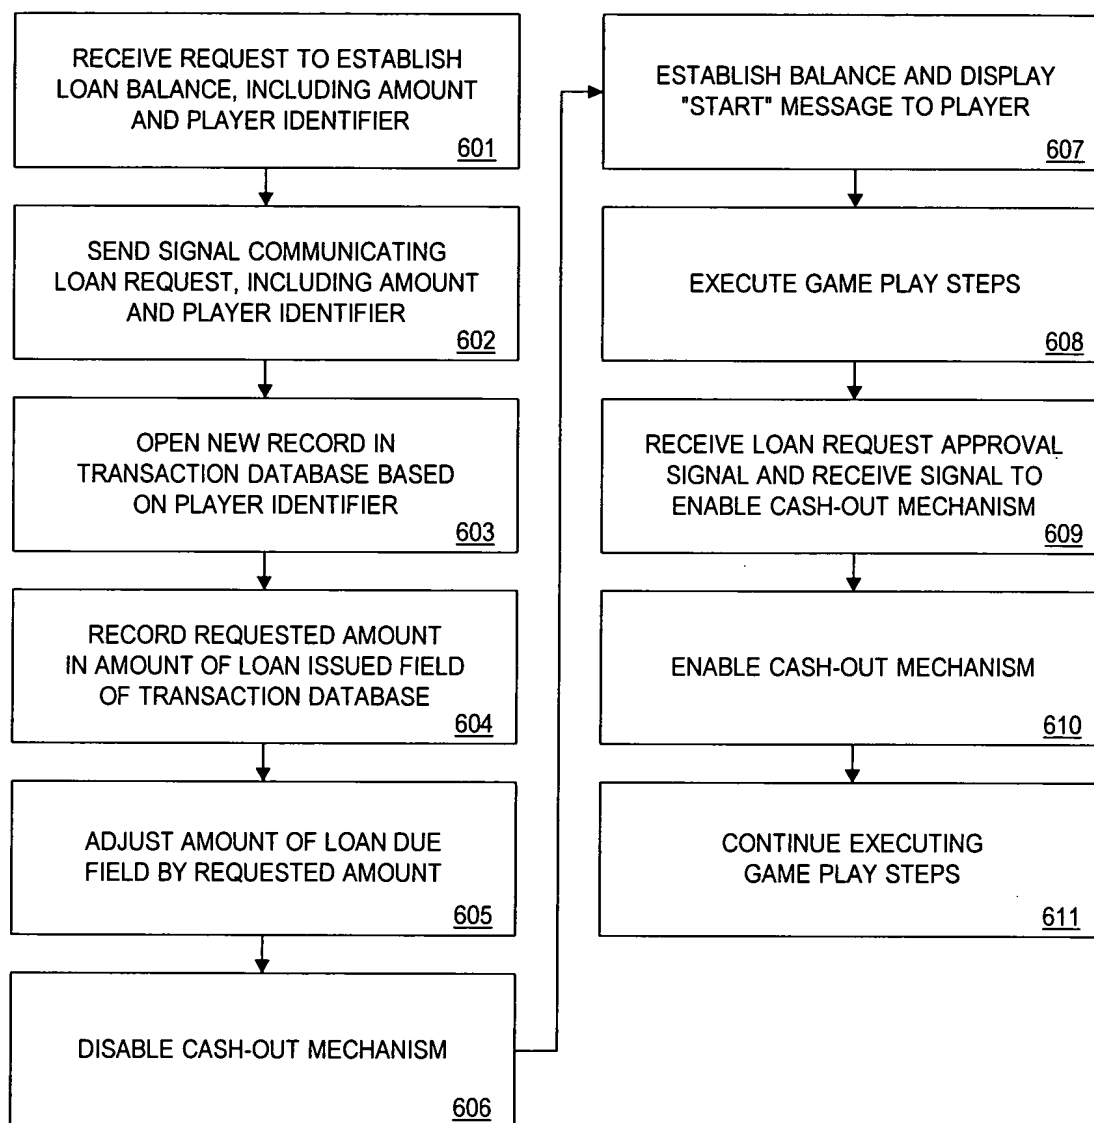 RECEIVE REQUEST TO ESTABLISH
LOAN BALANCE, INCLUDING AMOUNT
AND PLAYER IDENTIFIER
601
SEND SIGNAL COMMUNICATING
LOAN REQUEST, INCLUDING AMOUNT
AND PLAYER IDENTIFIER
602
OPEN NEW RECORD IN
TRANSACTION DATABASE BASED
ON PLAYER IDENTIFIER
603
RECORD REQUESTED AMOUNT
IN AMOUNT OF LOAN ISSUED FIELD
OF TRANSACTION DATABASE
604
ADJUST AMOUNT OF LOAN DUE
FIELD BY REQUESTED AMOUNT
605
DISABLE CASH-OUT MECHANISM
606
ESTABLISH BALANCE AND DISPLAY
"START" MESSAGE TO PLAYER
607
EXECUTE GAME PLAY STEPS
608
RECEIVE LOAN REQUEST APPROVAL
SIGNAL AND RECEIVE SIGNAL TO
ENABLE CASH-OUT MECHANISM
609
ENABLE CASH-OUT MECHANISM
610
CONTINUE EXECUTING
GAME PLAY STEPS
611